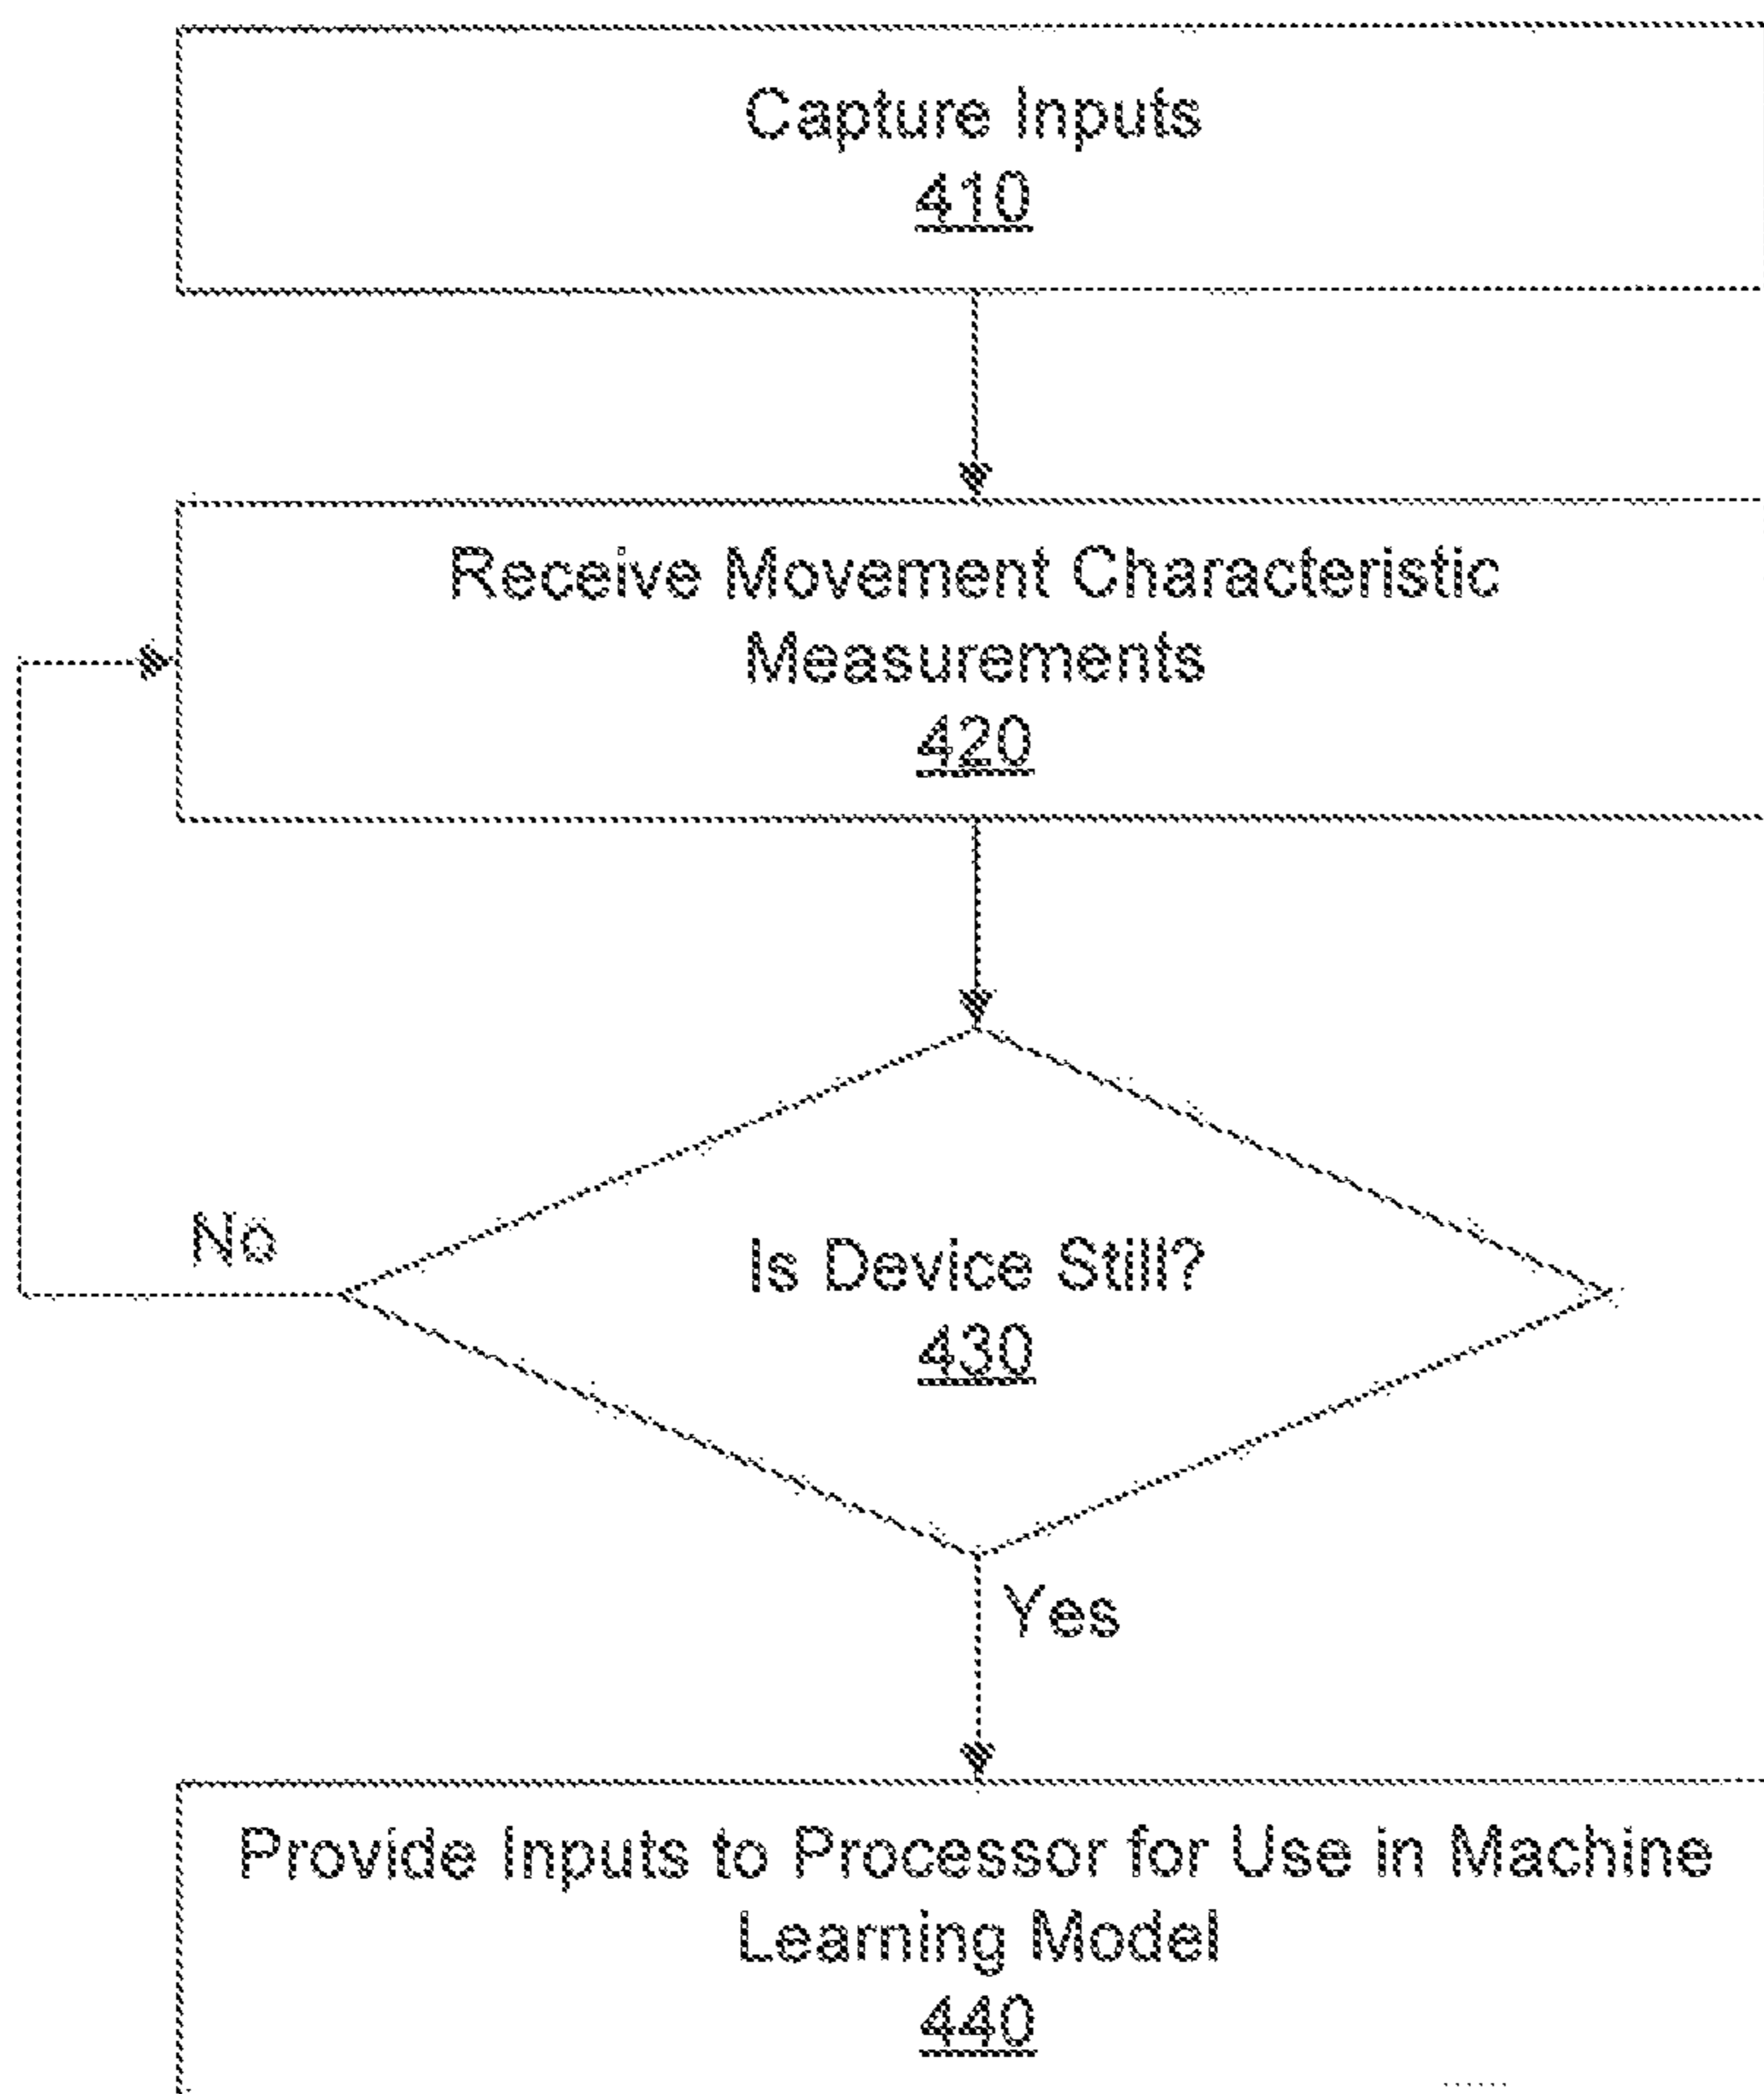 Capture Inputs
410
Receive Movement Characteristic
Measurements
420
No
Is Device Still?
430
Yes
Provide Inputs to Processor for Use in Machine
Learning Model
440